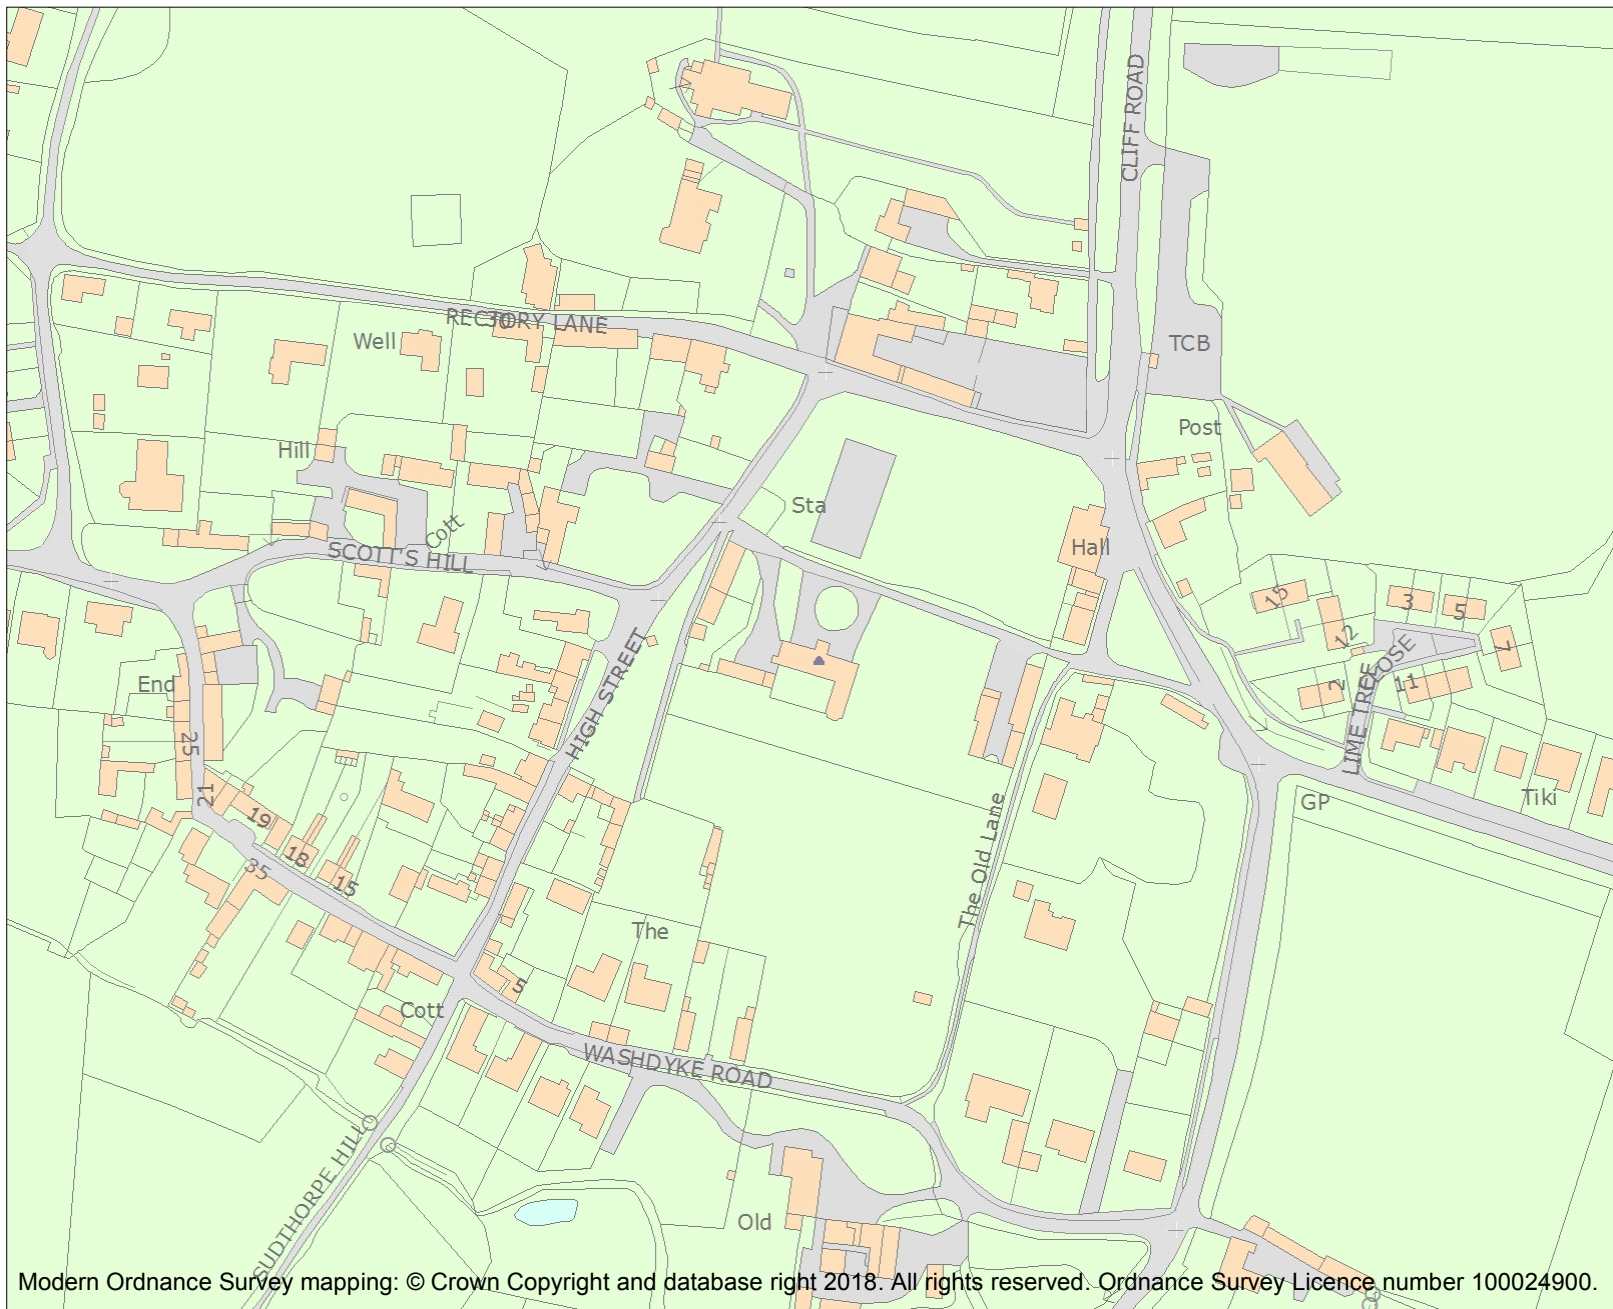 CLIFF ROAD
RECTORY LANE
30
Well
TCB
Post
Hill
Sta
Cott
SCOTT'S HILL
Hall
15
3
5
12
7
LIME TREE CLOSE
2
11
End
HIGH STREET
25
21
19
18
15
35
GP
Tiki
The Old Lane
The
5
Cott
WASHDYKE ROAD
SUDTHORPE HILL
Old
Modern Ordnance Survey mapping: © Crown Copyright and database right 2018. All rights reserved. Ordnance Survey Licence number 100024900.